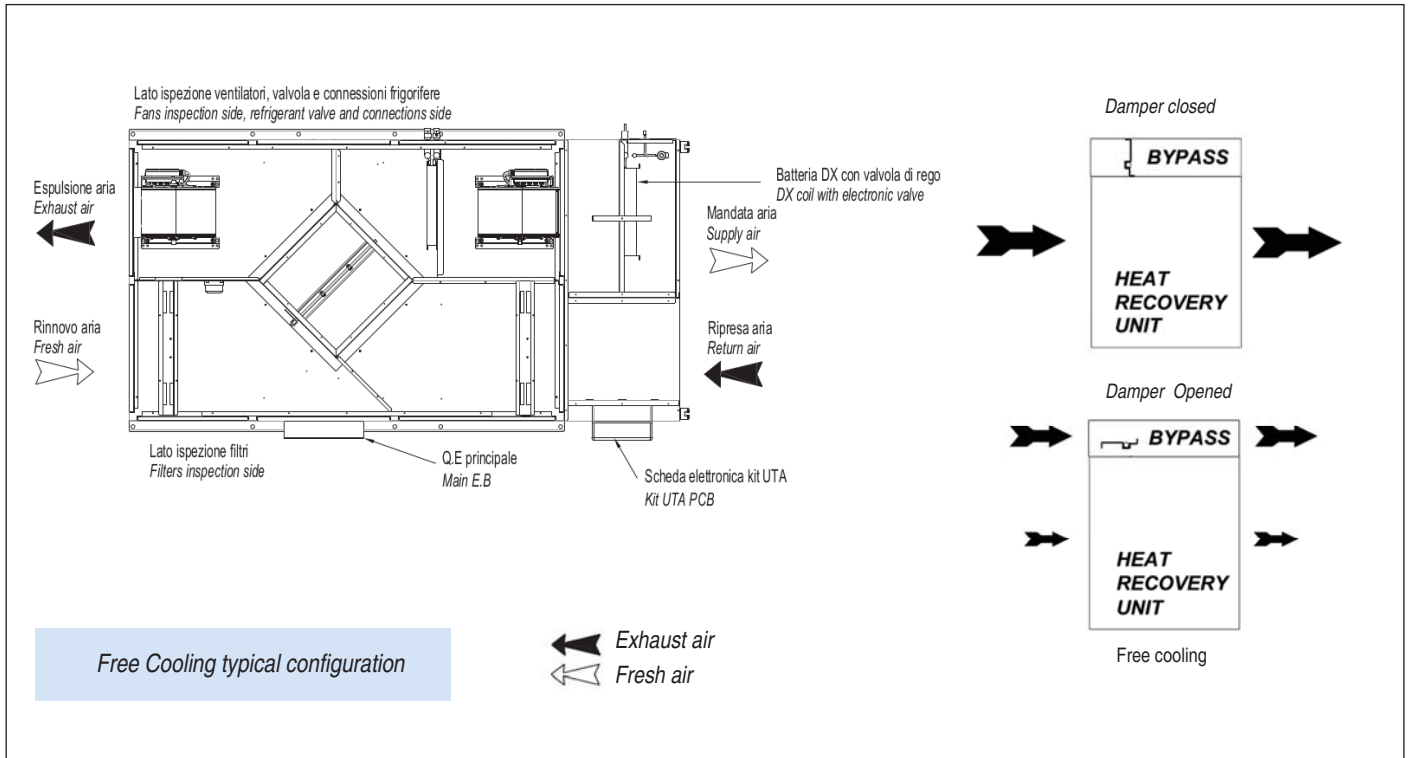 Lato ispezione ventilatori, valvola e connessioni frigorifere
Fans inspection side, refrigerant valve and connections side
Espulsione aria
Exhaust air
Rinnovo aria
Fresh air
Lato ispezione filtri
Filters inspection side
Q.E principale
Main E.B
Batteria DX con valvola di rego
DX coil with electronic valve
Mandata aria
Supply air
Ripresa aria
Return air
Scheda elettronica kit UTA
Kit UTA PCB
Damper closed
BYPASS
HEAT
RECOVERY
UNIT
Damper Opened
BYPASS
HEAT
RECOVERY
UNIT
Free cooling
Free Cooling typical configuration
Exhaust air
Fresh air